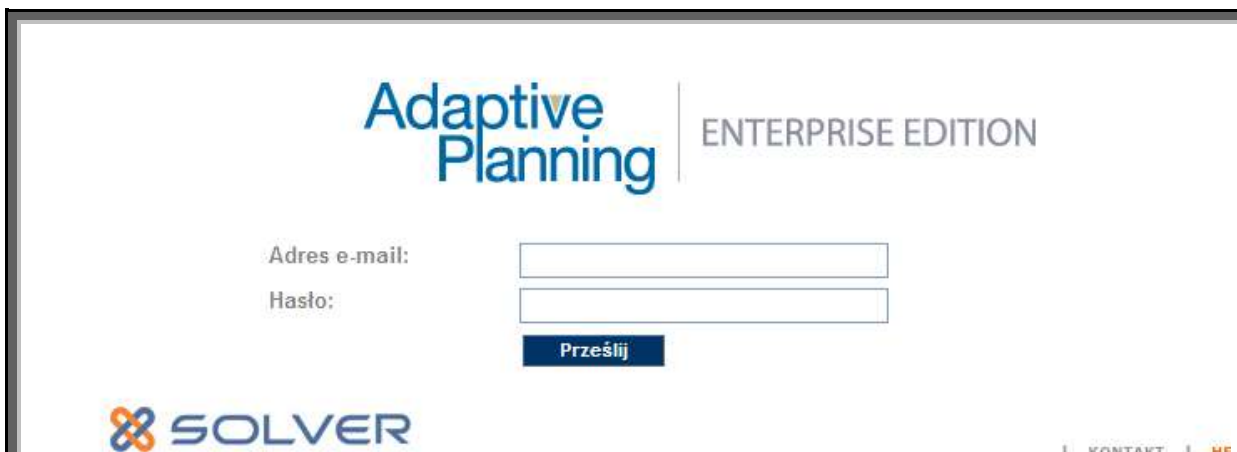 Adaptive
Planning
ENTERPRISE EDITION
Adres e-mail:
Hasło:
Prześlij
SOLVER
| KONTAKT |